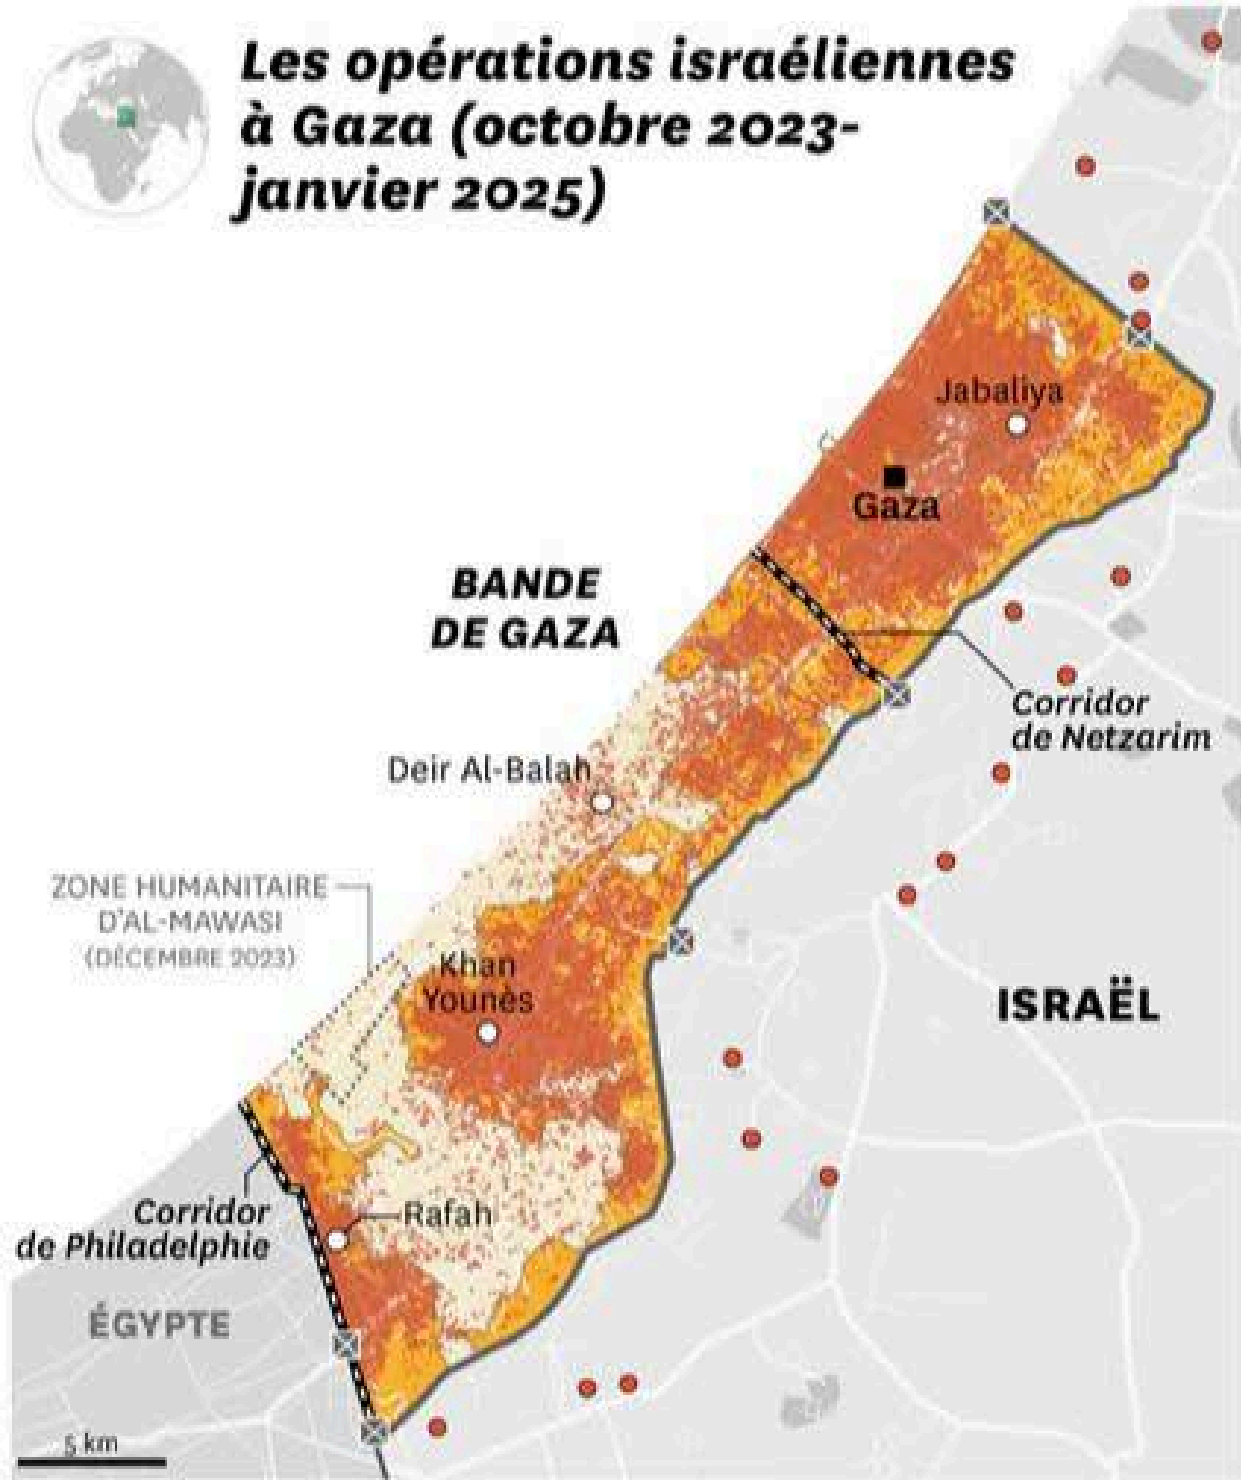 Les opérations israéliennes
à Gaza (octobre 2023-
janvier 2025)
Jabaliya
Gaza
BANDE
DE GAZA
Corridor
de Netzarim
Deir Al-Balah
ZONE HUMANITAIRE
D'AL-MAWASI
(DÉCEMBRE 2023)
Khan
Younès
ISRAËL
Corridor
de Philadelphie
Rafah
ÉGYPTE
5 km